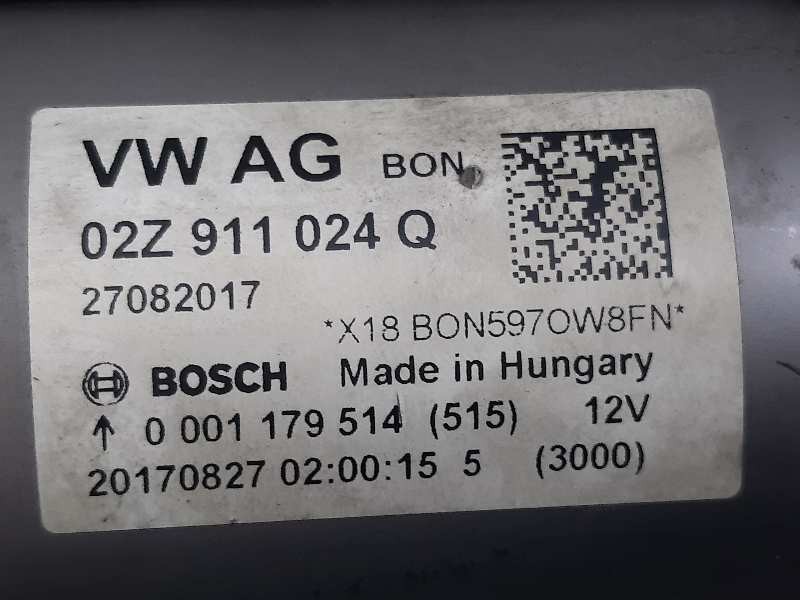 VW AG BON
02Z 911 024 Q
27082017
*X18 BON597OW8FN*
BOSCH Made in Hungary
↑ 0 001 179 514 (515) 12V
20170827 02:00:15 5 (3000)